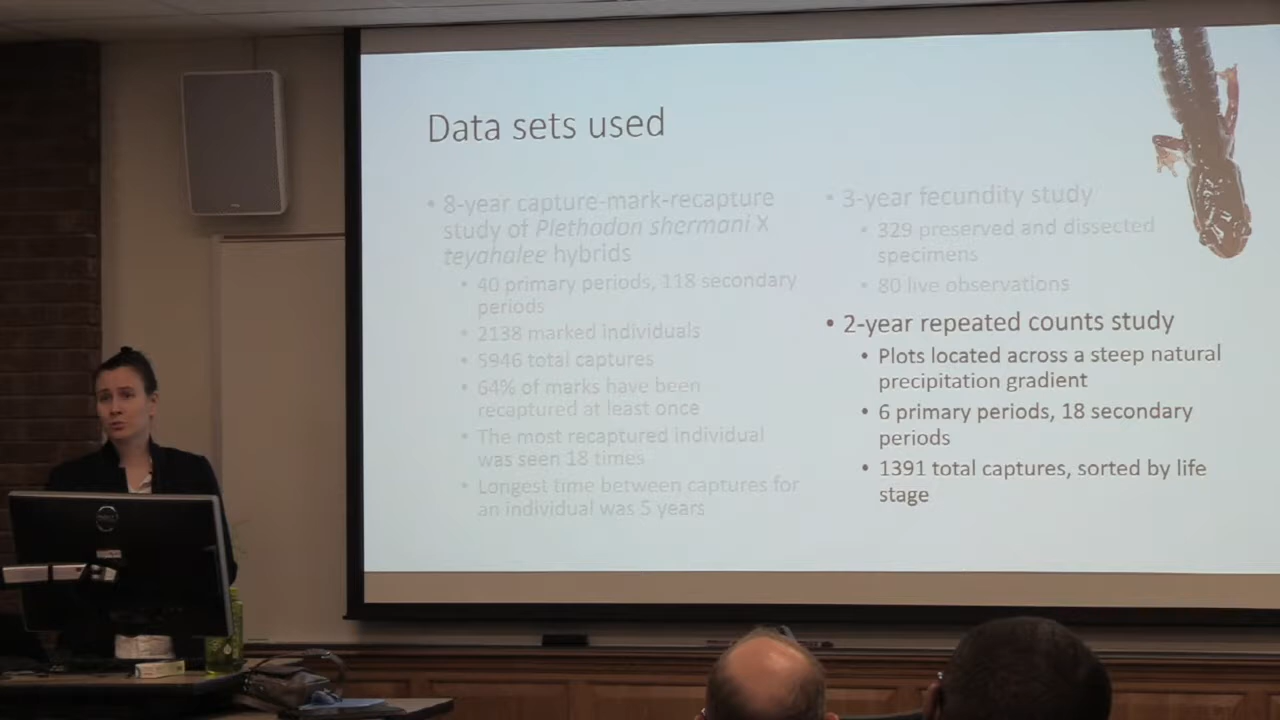 Data sets used
• 8-year capture-mark-recapture
study of Plethodon shermani X
teyahalee hybrids
• 40 primary periods, 118 secondary
periods
• 2138 marked individuals
• 5946 total captures
• 64% of marks have been
recaptured at least once
• The most recaptured individual
was seen 18 times
• Longest time between captures for
an individual was 5 years
• 3-year fecundity study
• 329 preserved and dissected
specimens
• 80 live observations
• 2-year repeated counts study
• Plots located across a steep natural
precipitation gradient
• 6 primary periods, 18 secondary
periods
• 1391 total captures, sorted by life
stage
DELL